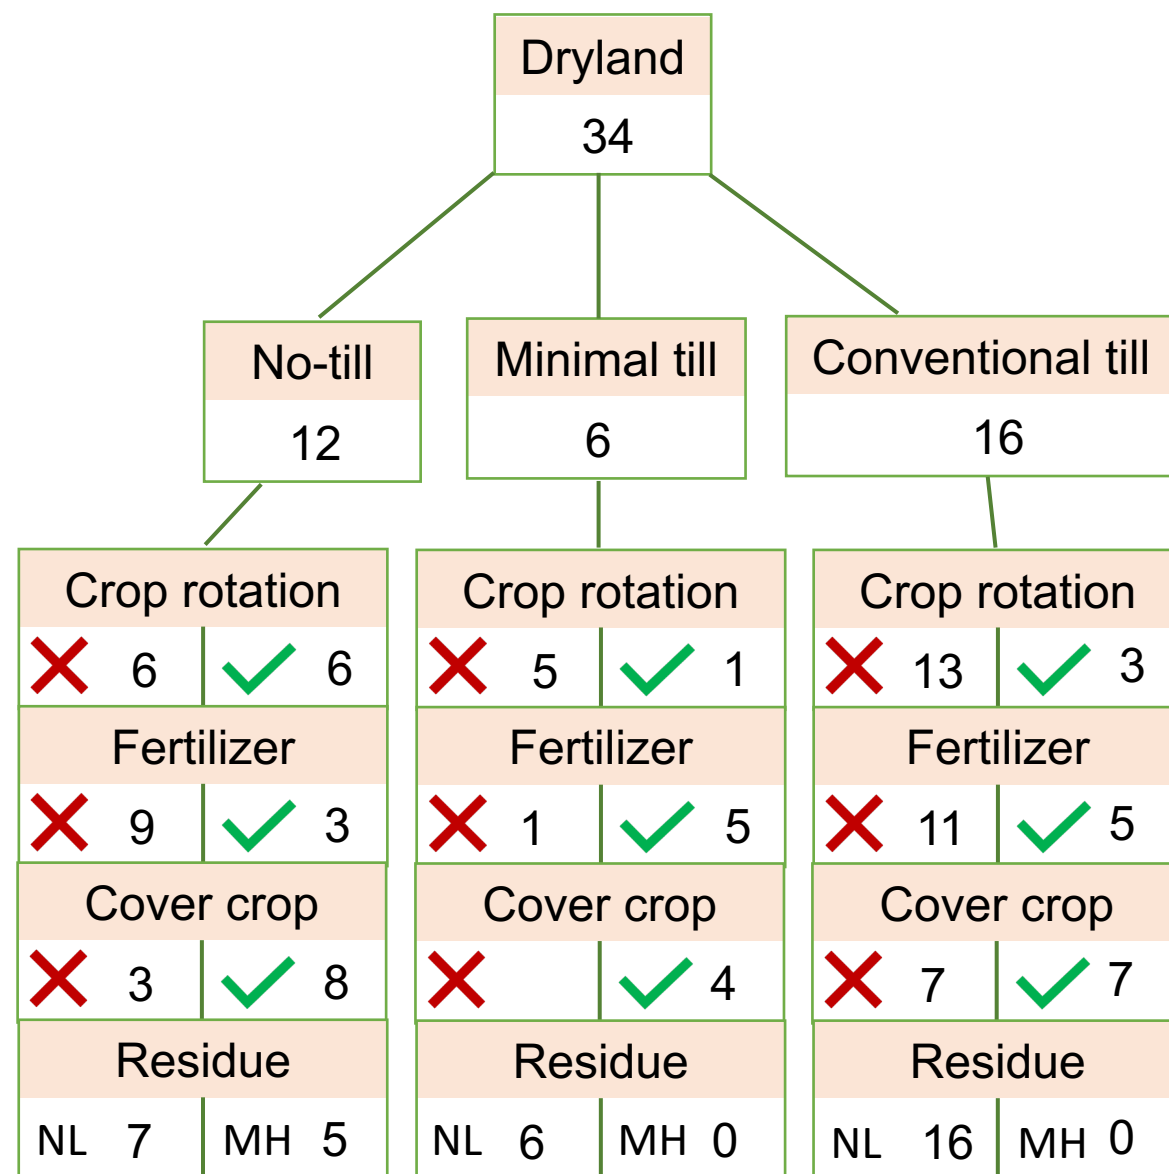 Dryland
34
No-till
12
Minimal till
6
Conventional till
16
Crop rotation
6 6
Fertilizer
9 3
Cover crop
3 8
Residue
NL 7 MH 5
Crop rotation
5 1
Fertilizer
1 5
Cover crop
4
Residue
NL 6 MH 0
Crop rotation
13 3
Fertilizer
11 5
Cover crop
7 7
Residue
NL 16 MH 0